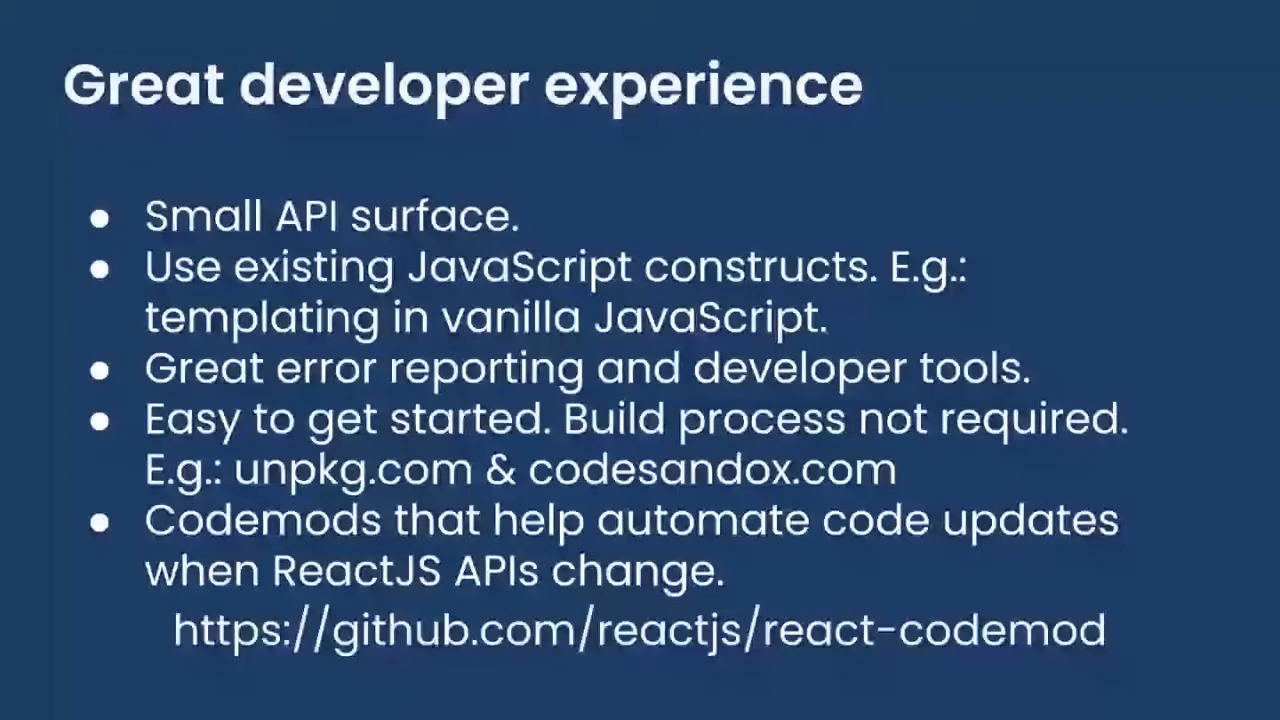 Great developer experience
● Small API surface.
● Use existing JavaScript constructs. E.g.:
templating in vanilla JavaScript.
● Great error reporting and developer tools.
● Easy to get started. Build process not required.
E.g.: unpkg.com & codesandox.com
● Codemods that help automate code updates
when ReactJS APIs change.
https://github.com/reactjs/react-codemod